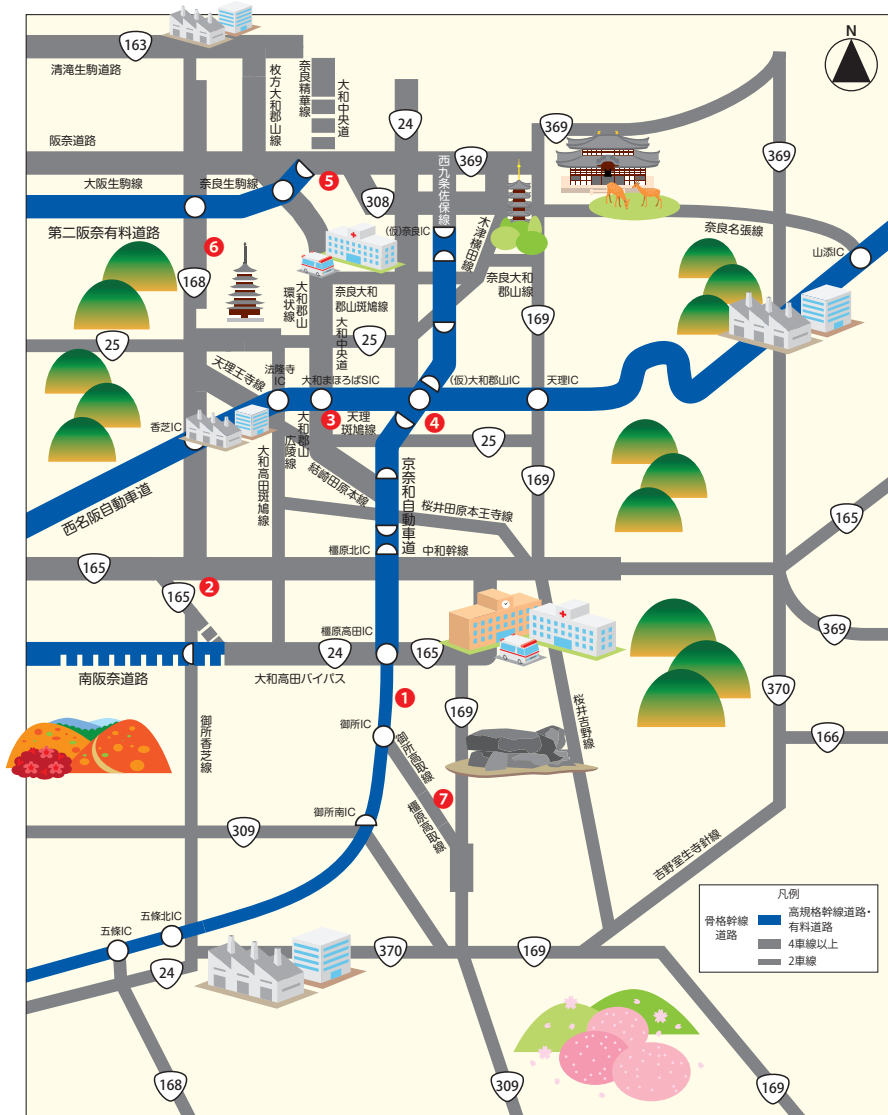 163
清滝生駒道路
枚方大和郡山線
奈良精華線
大和中央道
N
24
369
369
阪奈道路
369
西九条佐保線
大阪生駒線
奈良生駒線
5
308
第二阪奈有料道路
(仮)奈良IC
木津横田線
奈良名張線
山添IC
6
168
大和郡山
環状線
奈良大和
郡山斑鳩線
奈良大和
郡山線
169
25
大和中央道
25
天理王寺線
法隆寺
IC
大和まほろばSIC
(仮)大和郡山IC
天理IC
香芝IC
3
天理
斑鳩線
4
大和郡山
広陵線
25
大和高田斑鳩線
結崎田原本線
169
西名阪自動車道
京奈和自動車道
桜井田原本王寺線
165
165
橿原北IC
中和幹線
165
2
橿原高田IC
24
165
369
南阪奈道路
大和高田バイパス
1
169
桜井吉野線
370
御所香芝線
御所IC
御所高取線
166
7
橿原高取線
御所南IC
309
吉野室生寺針線
凡例
骨格幹線
道路
高規格幹線道路・
有料道路
4車線以上
2車線
五條北IC
五條IC
24
370
169
168
309
169